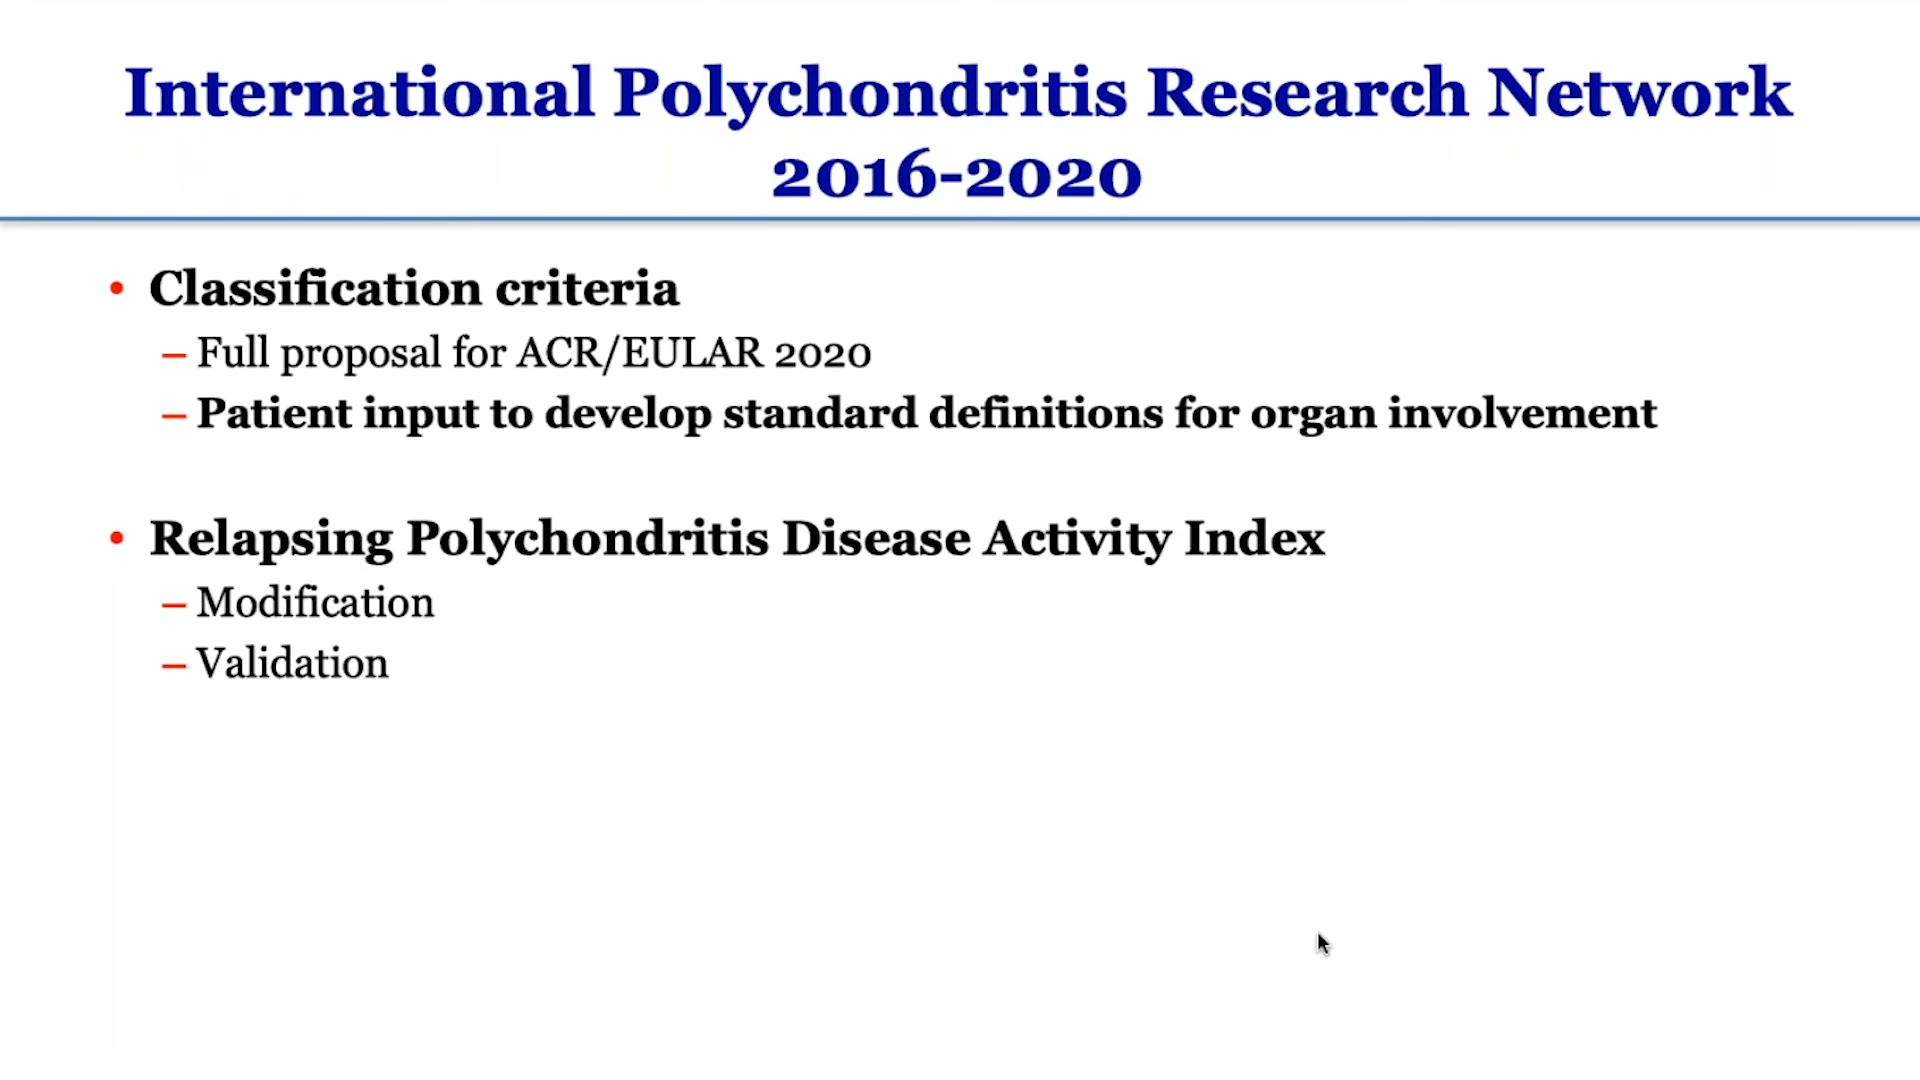 International Polychondritis Research Network
2016-2020
• Classification criteria
– Full proposal for ACR/EULAR 2020
– Patient input to develop standard definitions for organ involvement
• Relapsing Polychondritis Disease Activity Index
– Modification
– Validation